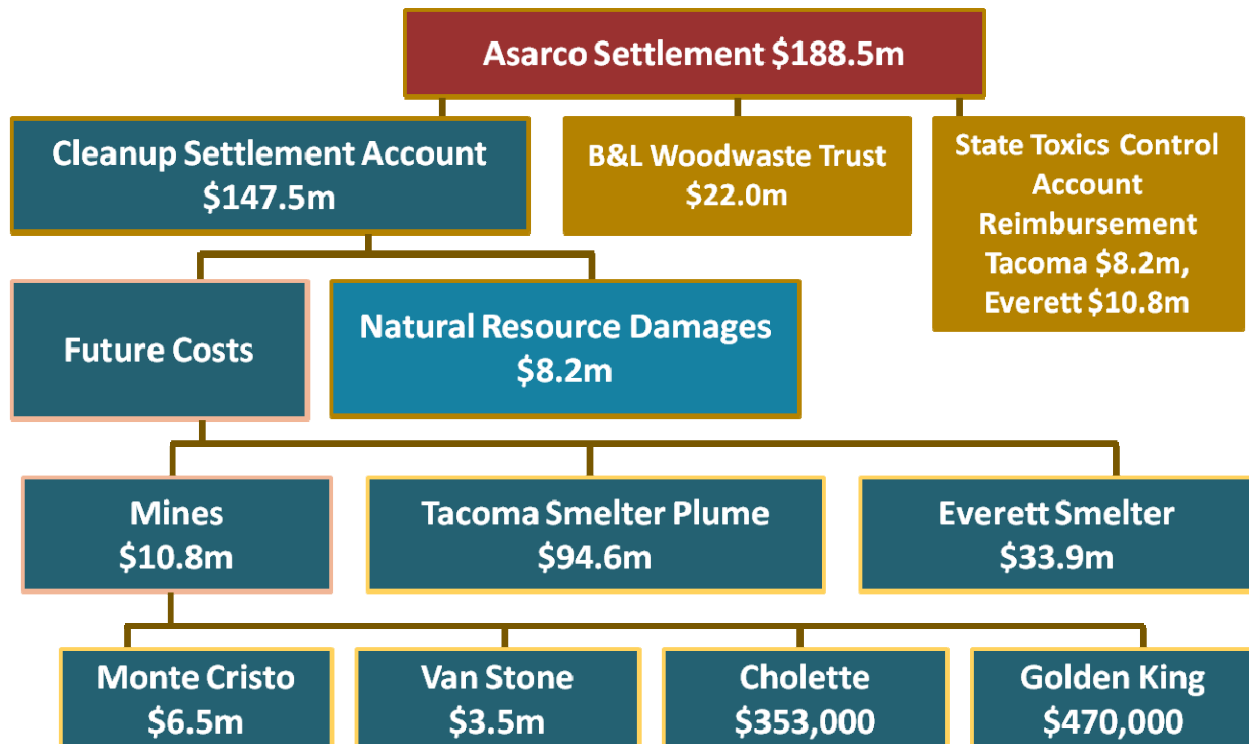 Asarco Settlement $188.5m
Cleanup Settlement Account
$147.5m
B&L Woodwaste Trust
$22.0m
State Toxics Control
Account
Reimbursement
Tacoma $8.2m,
Everett $10.8m
Future Costs
Natural Resource Damages
$8.2m
Mines
$10.8m
Tacoma Smelter Plume
$94.6m
Everett Smelter
$33.9m
Monte Cristo
$6.5m
Van Stone
$3.5m
Cholette
$353,000
Golden King
$470,000